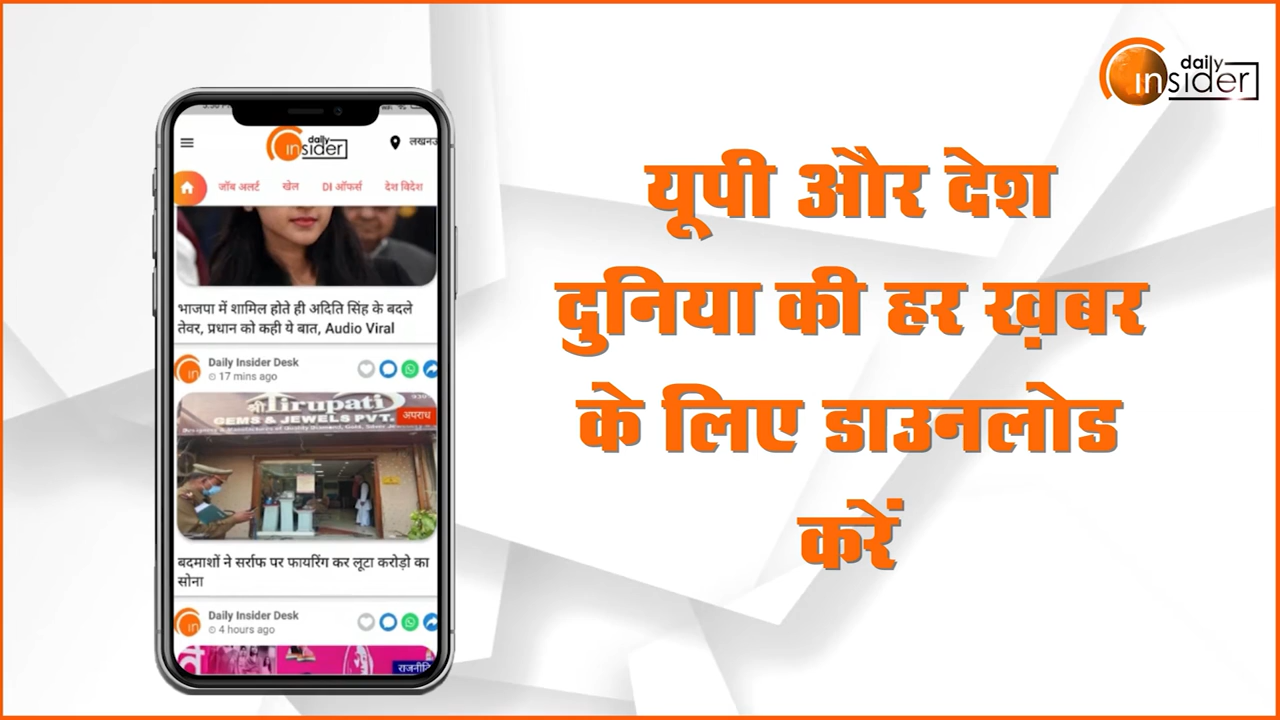 daily
insider
यूपी और देश
दुनिया की हर ख़बर
के लिए डाउनलोड
करें
daily
insider
लखनऊ
जॉब अलर्ट खेल DI ऑफर्स देश विदेश
भाजपा में शामिल होते ही अदिति सिंह के बदले
तेवर, प्रधान को कही ये बात, Audio Viral
Daily Insider Desk
17 mins ago
श्री Tirupati
GEMS & JEWELS PVT.
अपराध
बदमाशों ने सर्राफ पर फायरिंग कर लूटा करोड़ो का
सोना
Daily Insider Desk
4 hours ago